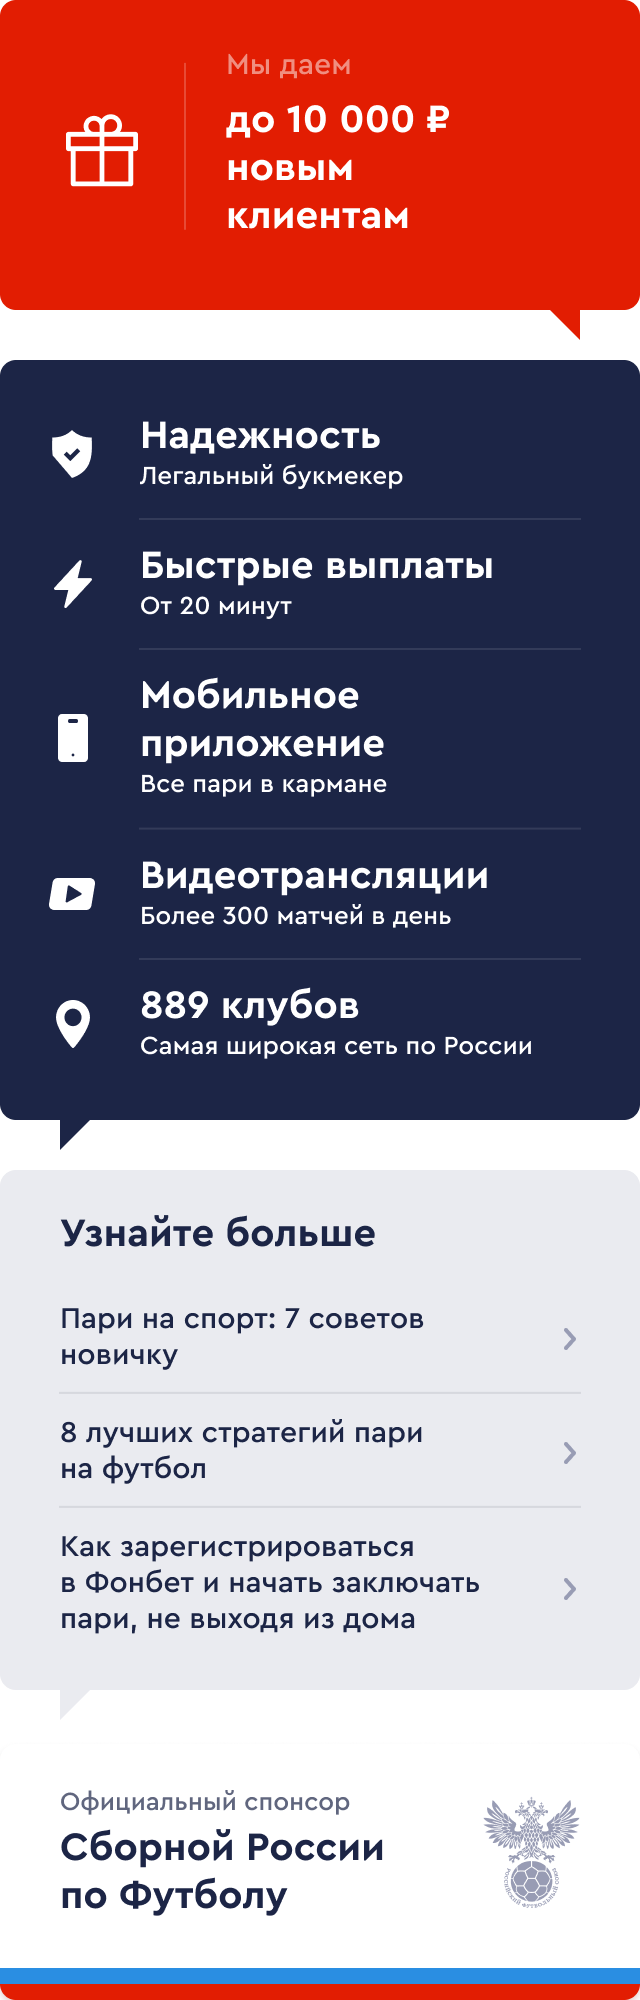 Мы даем
до 10 000 ₽
новым
клиентам
Надежность
Легальный букмекер
Быстрые выплаты
От 20 минут
Мобильное
приложение
Все пари в кармане
Видеотрансляции
Более 300 матчей в день
889 клубов
Самая широкая сеть по России
Узнайте больше
Пари на спорт: 7 советов
новичку
8 лучших стратегий пари
на футбол
Как зарегистрироваться
в Фонбет и начать заключать
пари, не выходя из дома
Официальный спонсор
Сборной России
по Футболу
РОССИЙСКИЙ ФУТБОЛЬНЫЙ СОЮЗ